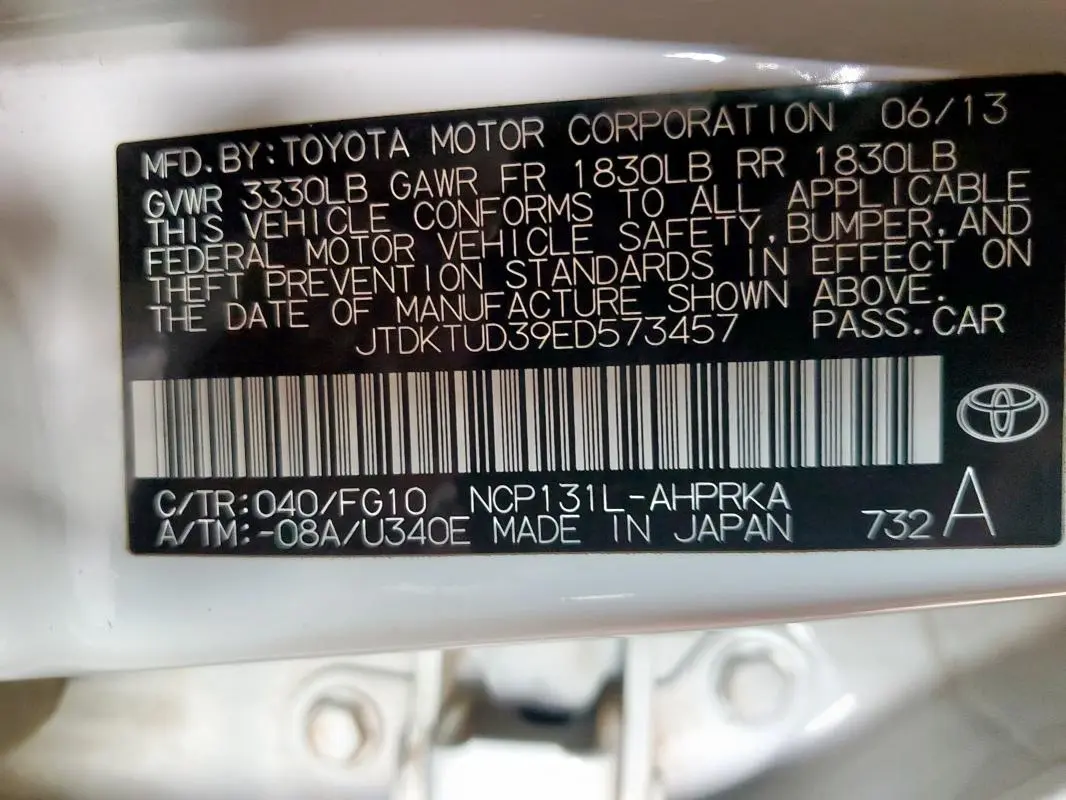 MFD. BY: TOYOTA MOTOR CORPORATION 06/13
GVWR 3330LB GAWR FR 1830LB RR 1830LB
THIS VEHICLE CONFORMS TO ALL APPLICABLE
FEDERAL MOTOR VEHICLE SAFETY, BUMPER, AND
THEFT PREVENTION STANDARDS IN EFFECT ON
THE DATE OF MANUFACTURE SHOWN ABOVE.
JTDKTUD39ED573457 PASS. CAR
C/TR: 040/FG10 NCP131L-AHPRKA
A/TM: -08A/U340E MADE IN JAPAN 732 A